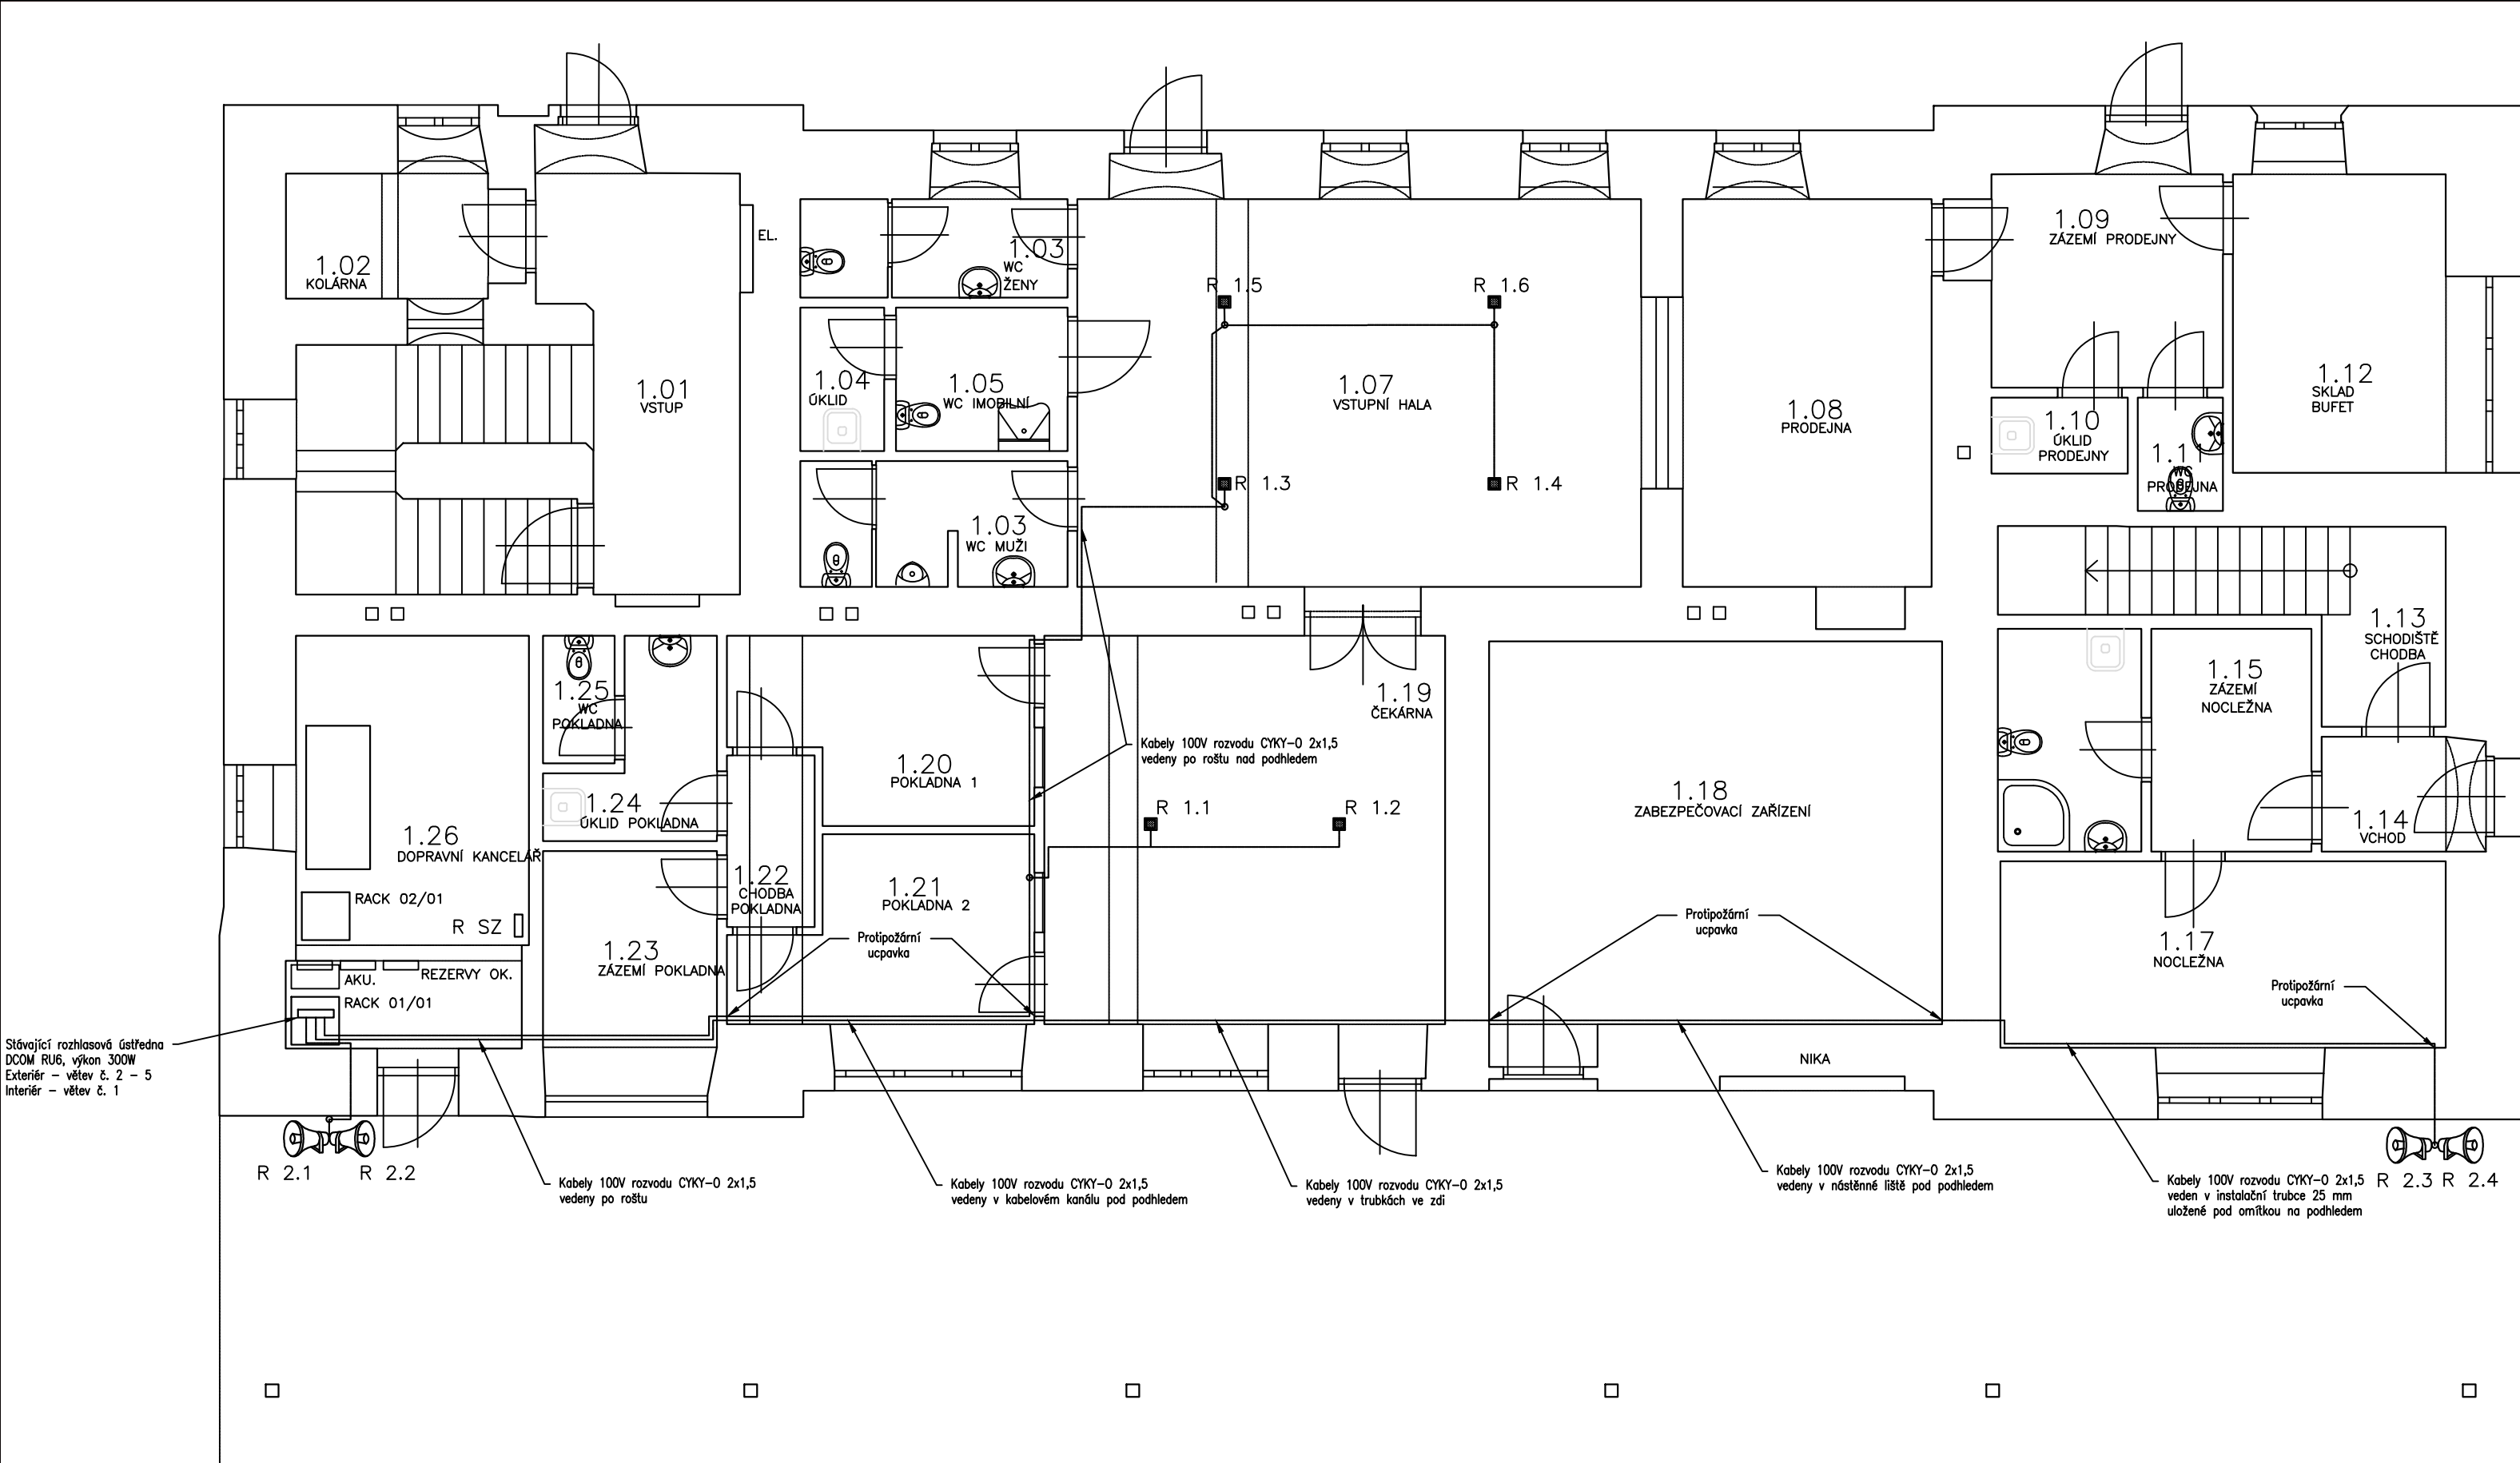 1.02
KOLÁRNA
1.01
VSTUP
EL.
1.03
WC
ŽENY
1.04
ÚKLID
1.05
WC IMOBILNÍ
1.03
WC MUŽI
R 1.5
R 1.6
1.07
VSTUPNÍ HALA
R 1.3
R 1.4
1.08
PRODEJNA
1.09
ZÁZEMÍ PRODEJNY
1.10
ÚKLID
PRODEJNY
1.11
WC
PRODEJNA
1.12
SKLAD
BUFET
1.13
SCHODIŠTĚ
CHODBA
1.15
ZÁZEMÍ
NOCLEŽNA
1.14
VCHOD
1.17
NOCLEŽNA
Protipožární
ucpavka
1.18
ZABEZPEČOVACÍ ZAŘÍZENÍ
Protipožární
ucpavka
NIKA
1.19
ČEKÁRNA
Kabely 100V rozvodu CYKY-O 2x1,5
vedeny po roštu nad podhledem
R 1.1
R 1.2
1.20
POKLADNA 1
1.21
POKLADNA 2
Protipožární
ucpavka
1.22
CHODBA
POKLADNA
1.25
WC
POKLADNA
1.24
ÚKLID POKLADNA
1.23
ZÁZEMÍ POKLADNA
1.26
DOPRAVNÍ KANCELÁŘ
RACK 02/01
R SZ
REZERVY OK.
AKU.
RACK 01/01
Stávající rozhlasová ústředna
DCOM RU6, výkon 300W
Exteriér – větev č. 2 – 5
Interiér – větev č. 1
R 2.1
R 2.2
Kabely 100V rozvodu CYKY-O 2x1,5
vedeny po roštu
Kabely 100V rozvodu CYKY-O 2x1,5
vedeny v kabelovém kanálu pod podhledem
Kabely 100V rozvodu CYKY-O 2x1,5
vedeny v trubkách ve zdi
Kabely 100V rozvodu CYKY-O 2x1,5
vedeny v nástěnné liště pod podhledem
Kabely 100V rozvodu CYKY-O 2x1,5
veden v instalační trubce 25 mm
uložené pod omítkou na podhledem
R 2.3
R 2.4